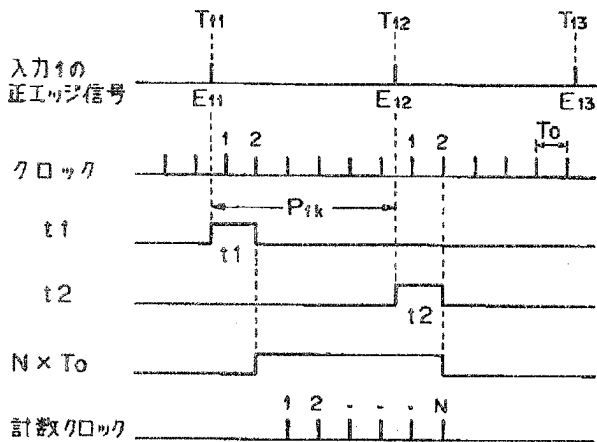 T11 T12 T13
入力1の
正エッジ信号
E11 E12 E13
1 2 1 2 To
クロック
P1k
t1
t1
t2
t2
N × To
1 2 - - - N
計数クロック